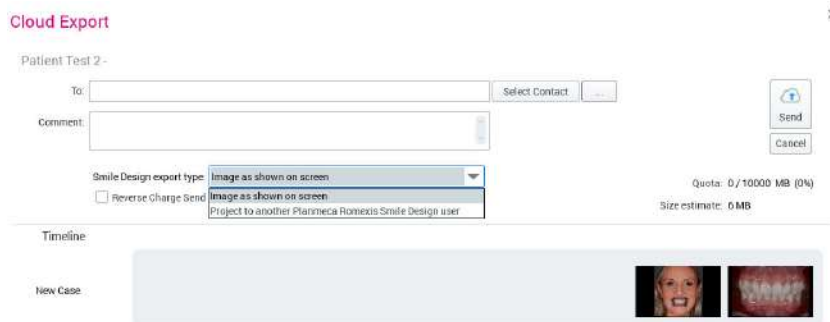 Cloud Export
Patient Test 2 -
To:
Select Contact
...
Send
Comment:
Cancel
Smile Design export type: Image as shown on screen
Quota: 0 / 10000 MB (0%)
Reverse Charge Send
Image as shown on screen
Project to another Planmeca Romexis Smile Design user
Size estimate: 6 MB
Timeline
New Case